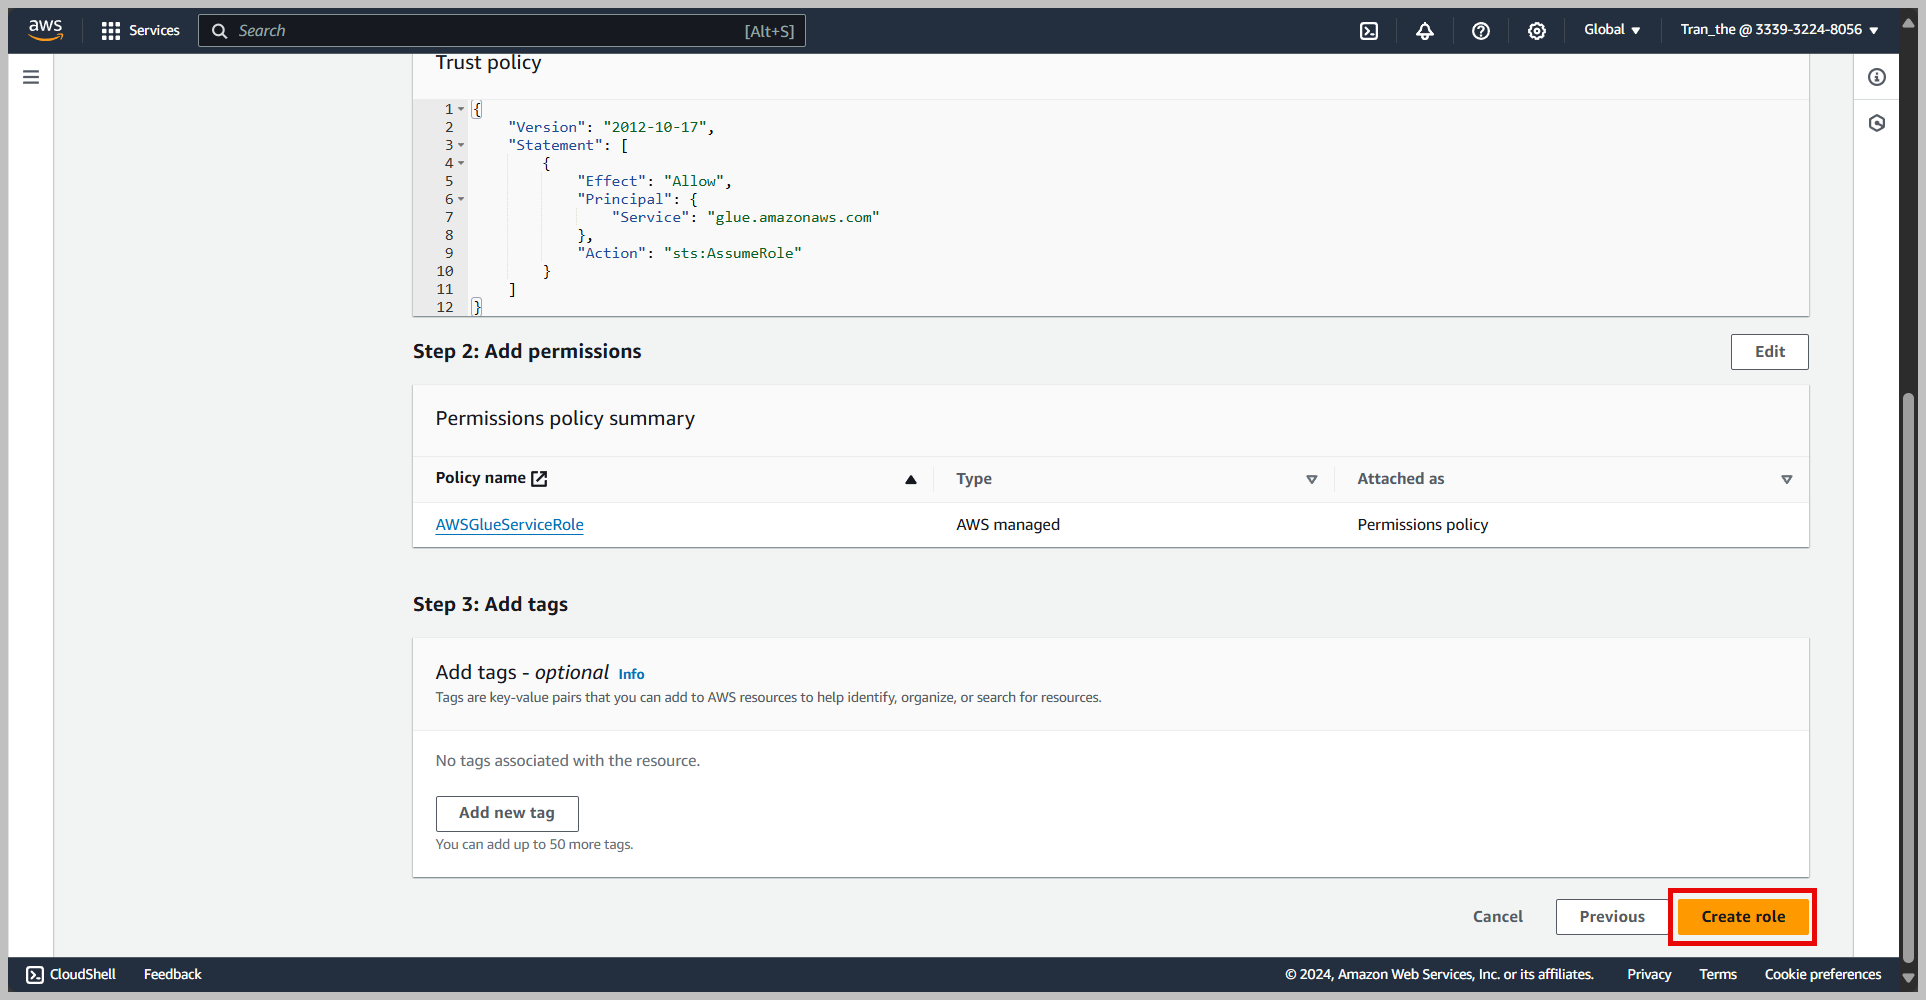 aws Services Search [Alt+S] Global Tran_the @ 3339-3224-8056
Trust policy
1 {
2 "Version": "2012-10-17",
3 "Statement": [
4 {
5 "Effect": "Allow",
6 "Principal": {
7 "Service": "glue.amazonaws.com"
8 },
9 "Action": "sts:AssumeRole"
10 }
11 ]
12 }
Step 2: Add permissions Edit
Permissions policy summary
Policy name Type Attached as
AWSGlueServiceRole AWS managed Permissions policy
Step 3: Add tags
Add tags - optional Info
Tags are key-value pairs that you can add to AWS resources to help identify, organize, or search for resources.
No tags associated with the resource.
Add new tag
You can add up to 50 more tags.
Cancel Previous Create role
CloudShell Feedback © 2024, Amazon Web Services, Inc. or its affiliates. Privacy Terms Cookie preferences